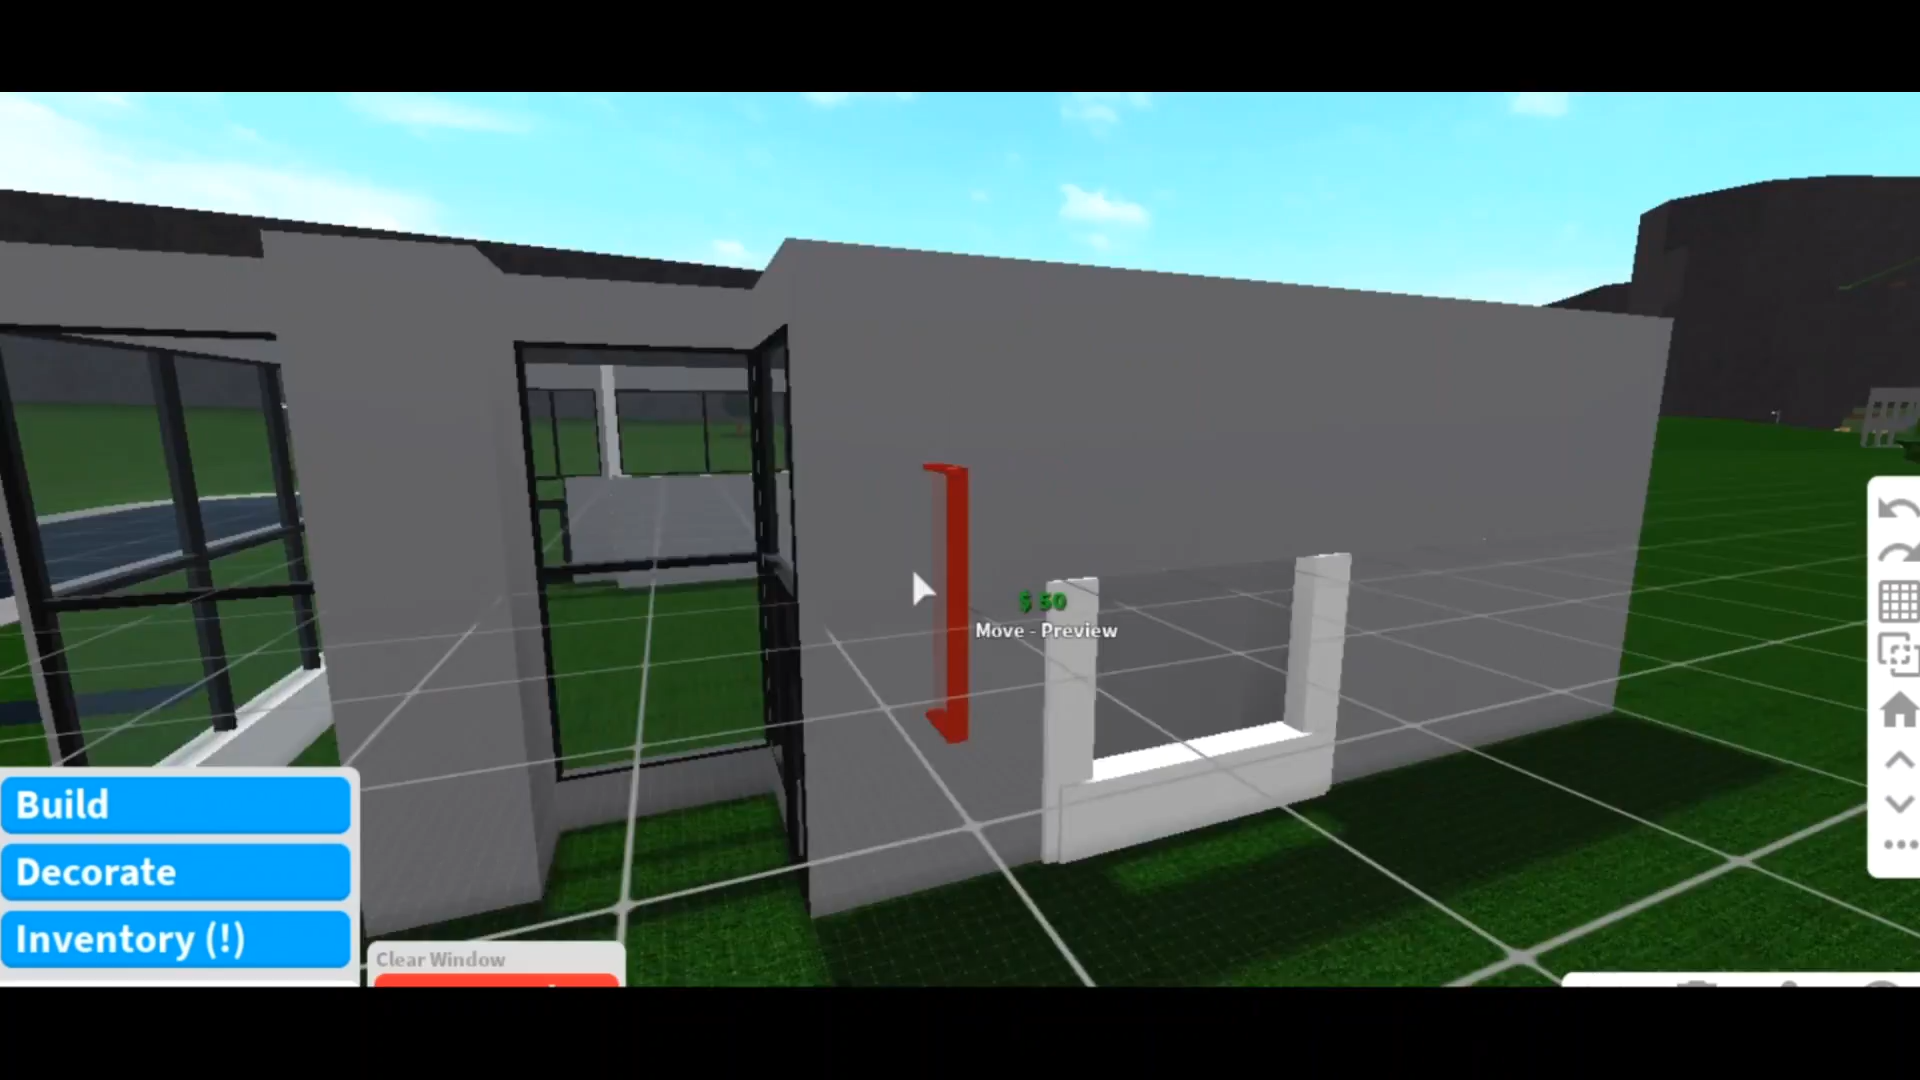 $ 50
Move - Preview
Build
Decorate
Inventory (!)
Clear Window